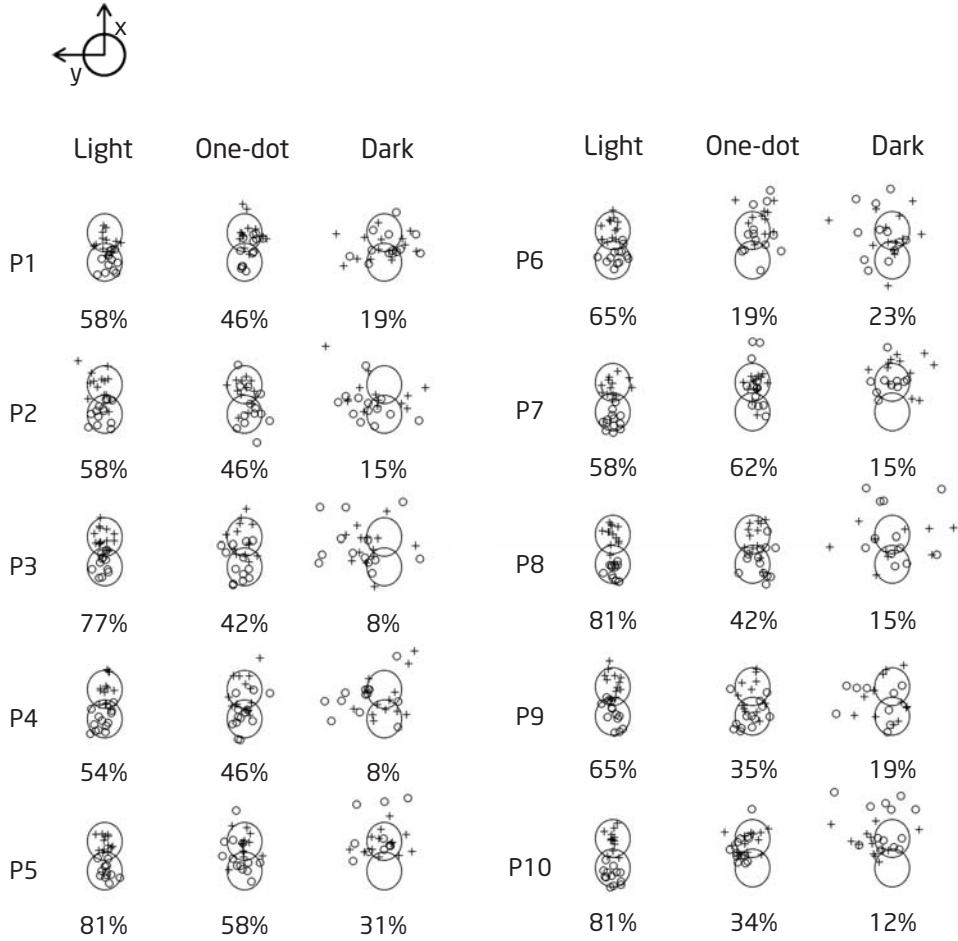 x
y
Light One-dot Dark
Light One-dot Dark
P1
58% 46% 19%
P6
65% 19% 23%
P2
58% 46% 15%
P7
58% 62% 15%
P3
77% 42% 8%
P8
81% 42% 15%
P4
54% 46% 8%
P9
65% 35% 19%
P5
81% 58% 31%
P10
81% 34% 12%